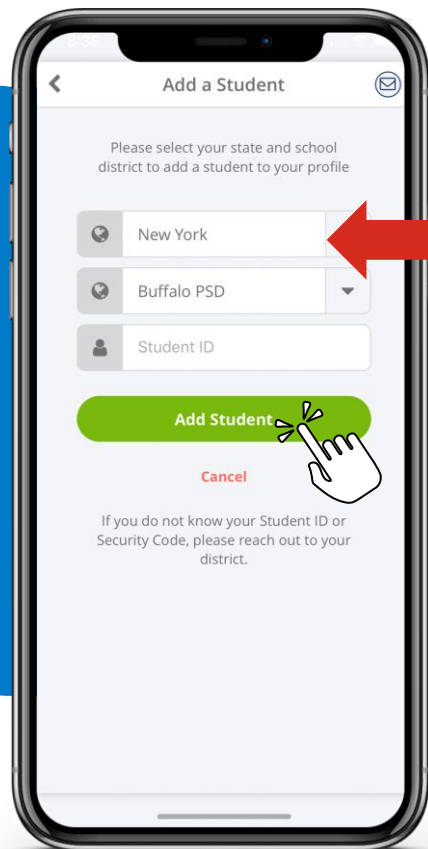 8:36
Add a Student
Please select your state and school
district to add a student to your profile
New York
Buffalo PSD
Student ID
Add Student
Cancel
If you do not know your Student ID or
Security Code, please reach out to your
district.